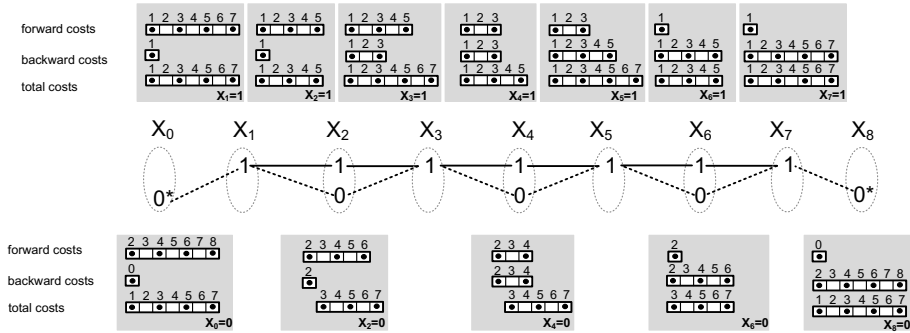 forward costs 1 2 3 4 5 6 7 1 2 3 4 5 1 2 3 4 5 1 2 3 1 2 3 1 1
backward costs 1 1 1 2 3 1 2 3 1 2 3 4 5 1 2 3 4 5 1 2 3 4 5 6 7
total costs 1 2 3 4 5 6 7 1 2 3 4 5 1 2 3 4 5 6 7 1 2 3 4 5 1 2 3 4 5 6 7 1 2 3 4 5 1 2 3 4 5 6 7
X₁=1 X₂=1 X₃=1 X₄=1 X₅=1 X₆=1 X₇=1
X₀ X₁ X₂ X₃ X₄ X₅ X₆ X₇ X₈
1 1 1 1 1 1 1
0* 0 0 0 0*
forward costs 2 3 4 5 6 7 8 2 3 4 5 6 2 3 4 2 0
backward costs 0 2 2 3 4 2 3 4 5 6 2 3 4 5 6 7 8
total costs 1 2 3 4 5 6 7 3 4 5 6 7 3 4 5 6 7 3 4 5 6 7 1 2 3 4 5 6 7
X₀=0 X₂=0 X₄=0 X₆=0 X₈=0